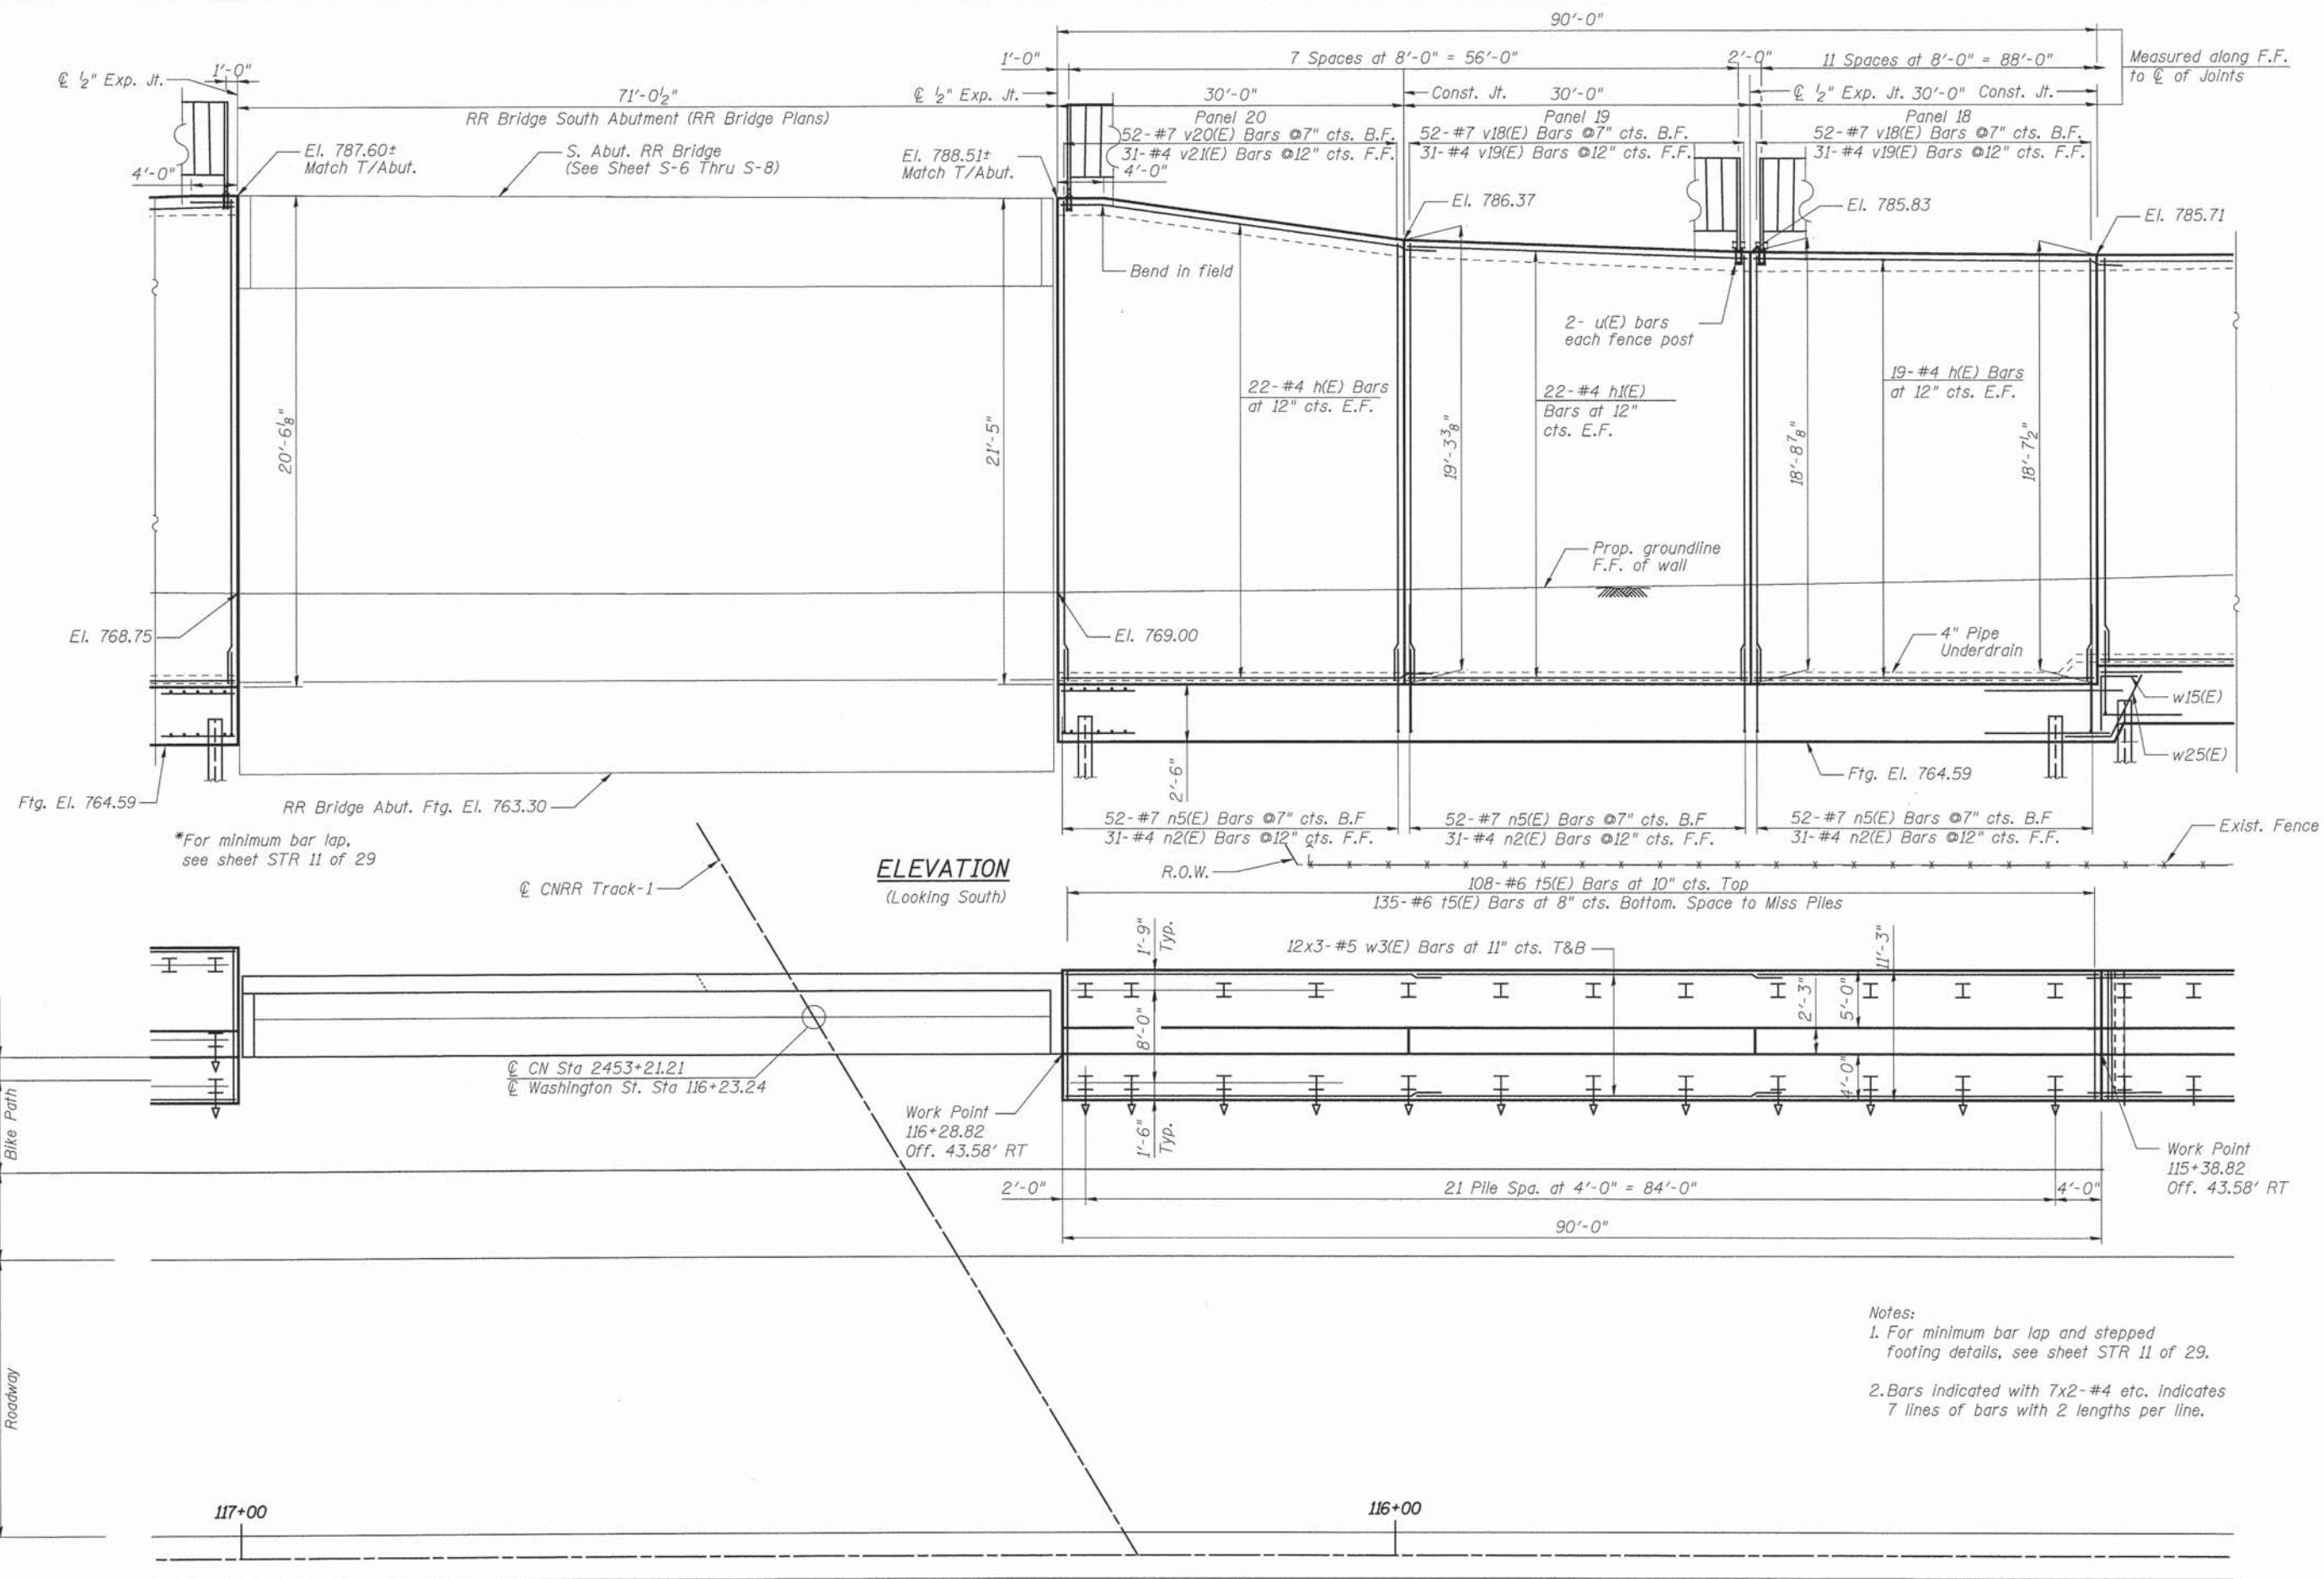 90'-0"
1'-0"
7 Spaces at 8'-0" = 56'-0"
2'-0"
11 Spaces at 8'-0" = 88'-0"
Measured along F.F.
to ℄ of Joints
℄ ½" Exp. Jt.
1'-0"
71'-0½"
RR Bridge South Abutment (RR Bridge Plans)
℄ ½" Exp. Jt.
30'-0"
Const. Jt.
30'-0"
℄ ½" Exp. Jt.
30'-0"
Const. Jt.
Panel 20
52-#7 v20(E) Bars @7" cts. B.F.
31-#4 v21(E) Bars @12" cts. F.F.
Panel 19
52-#7 v18(E) Bars @7" cts. B.F.
31-#4 v19(E) Bars @12" cts. F.F.
Panel 18
52-#7 v18(E) Bars @7" cts. B.F.
31-#4 v19(E) Bars @12" cts. F.F.
4'-0"
El. 787.60±
Match T/Abut.
S. Abut. RR Bridge
(See Sheet S-6 Thru S-8)
El. 788.51±
Match T/Abut.
4'-0"
El. 786.37
El. 785.83
El. 785.71
Bend in field
2- u(E) bars
each fence post
20'-6⅛"
21'-5"
22-#4 h(E) Bars
at 12" cts. E.F.
19'-3⅜"
22-#4 h1(E)
Bars at 12"
cts. E.F.
18'-8⅞"
19-#4 h(E) Bars
at 12" cts. E.F.
18'-7½"
Prop. groundline
F.F. of wall
El. 768.75
El. 769.00
4" Pipe
Underdrain
w15(E)
w25(E)
2'-6"
Ftg. El. 764.59
RR Bridge Abut. Ftg. El. 763.30
Ftg. El. 764.59
52-#7 n5(E) Bars @7" cts. B.F
31-#4 n2(E) Bars @12" cts. F.F.
52-#7 n5(E) Bars @7" cts. B.F
31-#4 n2(E) Bars @12" cts. F.F.
52-#7 n5(E) Bars @7" cts. B.F
31-#4 n2(E) Bars @12" cts. F.F.
Exist. Fence
*For minimum bar lap,
see sheet STR 11 of 29
ELEVATION
(Looking South)
℄ CNRR Track-1
R.O.W.
108-#6 t5(E) Bars at 10" cts. Top
135-#6 t5(E) Bars at 8" cts. Bottom. Space to Miss Piles
1'-9"
Typ.
12x3-#5 w3(E) Bars at 11" cts. T&B
11'-3"
8'-0"
2'-3"
5'-0"
4'-0"
℄ CN Sta 2453+21.21
℄ Washington St. Sta 116+23.24
Work Point
116+28.82
Off. 43.58' RT
1'-6"
Typ.
Work Point
115+38.82
Off. 43.58' RT
Bike Path
2'-0"
21 Pile Spa. at 4'-0" = 84'-0"
4'-0"
90'-0"
Roadway
Notes:
1. For minimum bar lap and stepped
footing details, see sheet STR 11 of 29.
2. Bars indicated with 7x2-#4 etc. indicates
7 lines of bars with 2 lengths per line.
117+00
116+00